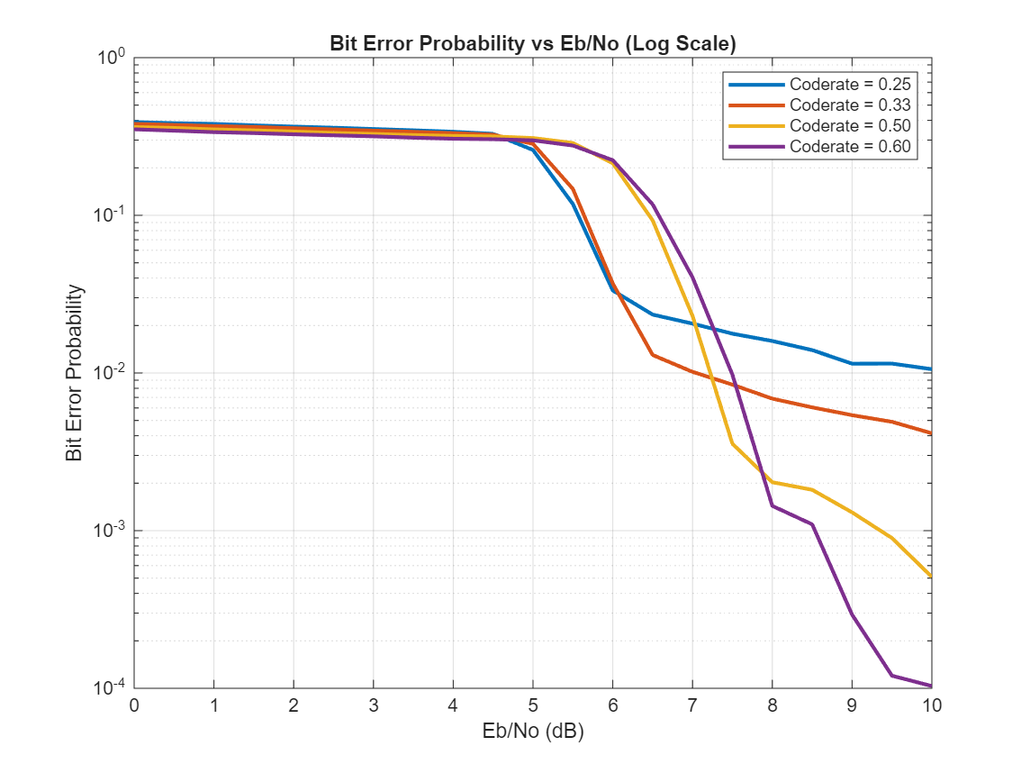 Bit Error Probability vs Eb/No (Log Scale)
10^0
10^-1
10^-2
10^-3
10^-4
Bit Error Probability
Coderate = 0.25
Coderate = 0.33
Coderate = 0.50
Coderate = 0.60
0 1 2 3 4 5 6 7 8 9 10
Eb/No (dB)